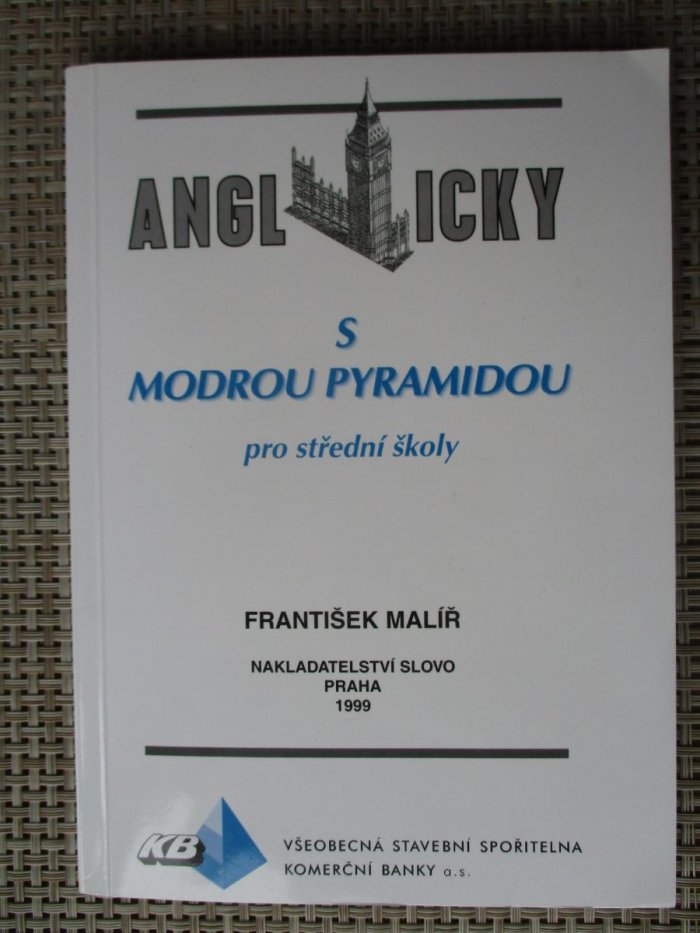 ANGLICKY
S
MODROU PYRAMIDOU
pro střední školy
FRANTIŠEK MALÍŘ
NAKLADATELSTVÍ SLOVO
PRAHA
1999
KB
VŠEOBECNÁ STAVEBNÍ SPOŘITELNA
KOMERČNÍ BANKY a.s.